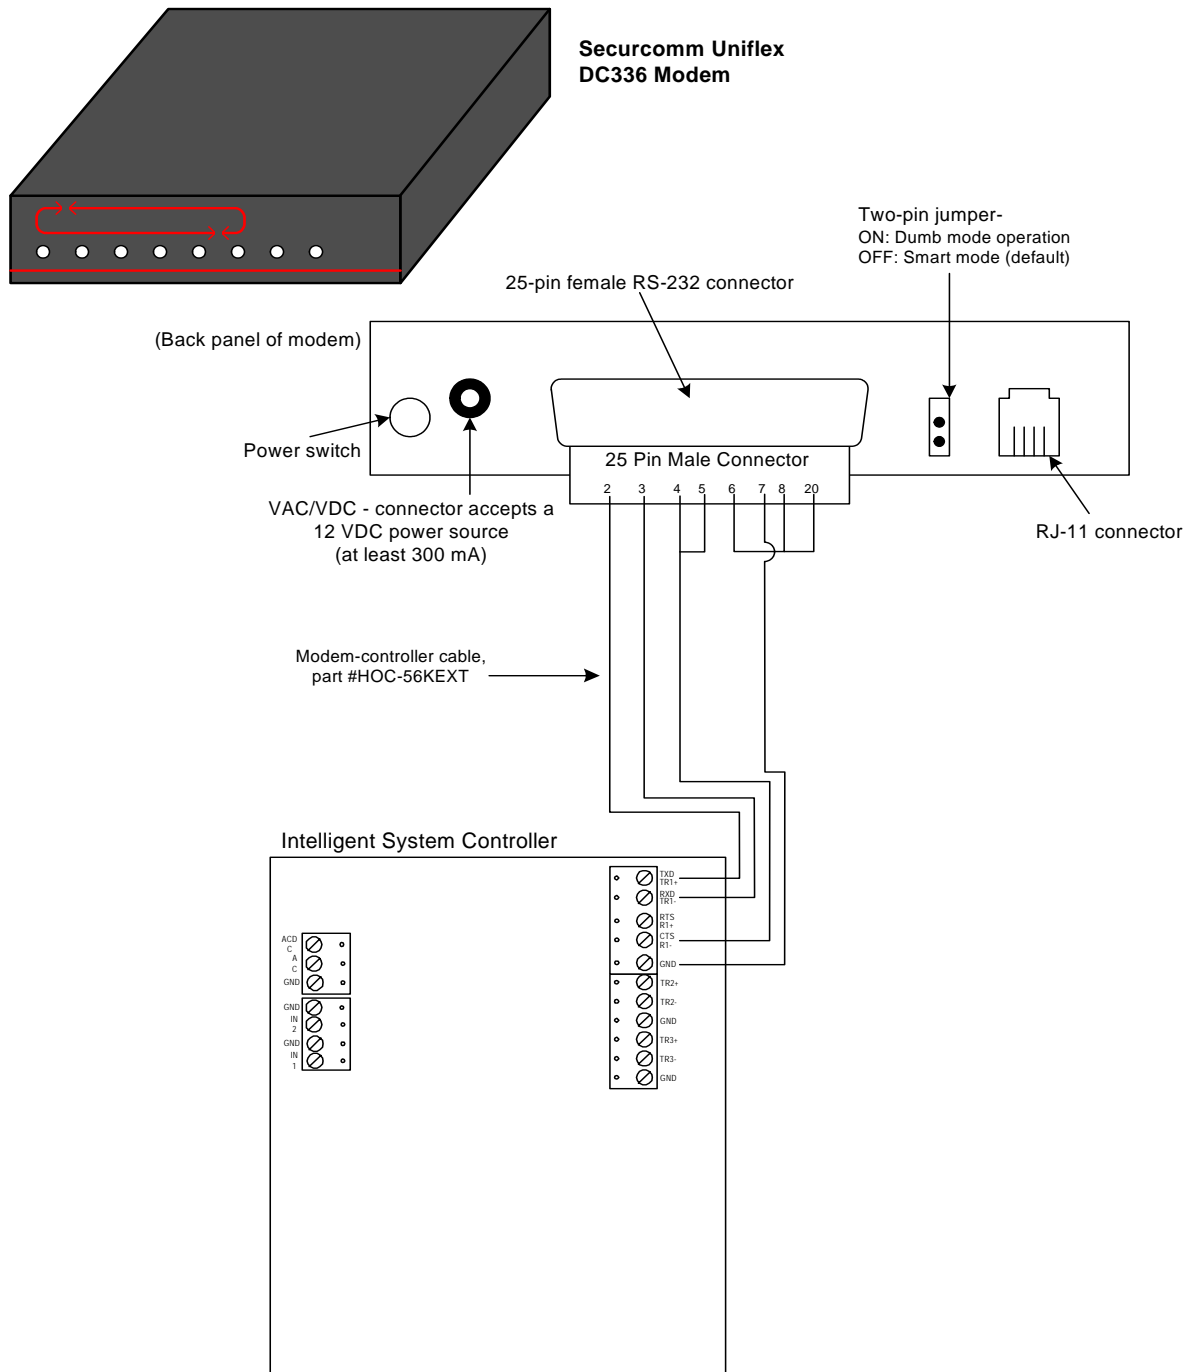 Securcomm Uniflex
DC336 Modem
Two-pin jumper-
ON: Dumb mode operation
OFF: Smart mode (default)
25-pin female RS-232 connector
(Back panel of modem)
Power switch
25 Pin Male Connector
2 3 4 5 6 7 8 20
VAC/VDC - connector accepts a
12 VDC power source
(at least 300 mA)
RJ-11 connector
Modem-controller cable,
part #HOC-56KEXT
Intelligent System Controller
TXD
TR1+
RXD
TR1-
RTS
R1+
CTS
R1-
GND
TR2+
TR2-
GND
TR3+
TR3-
GND
ACD
C
A
C
GND
GND
IN
2
GND
IN
1